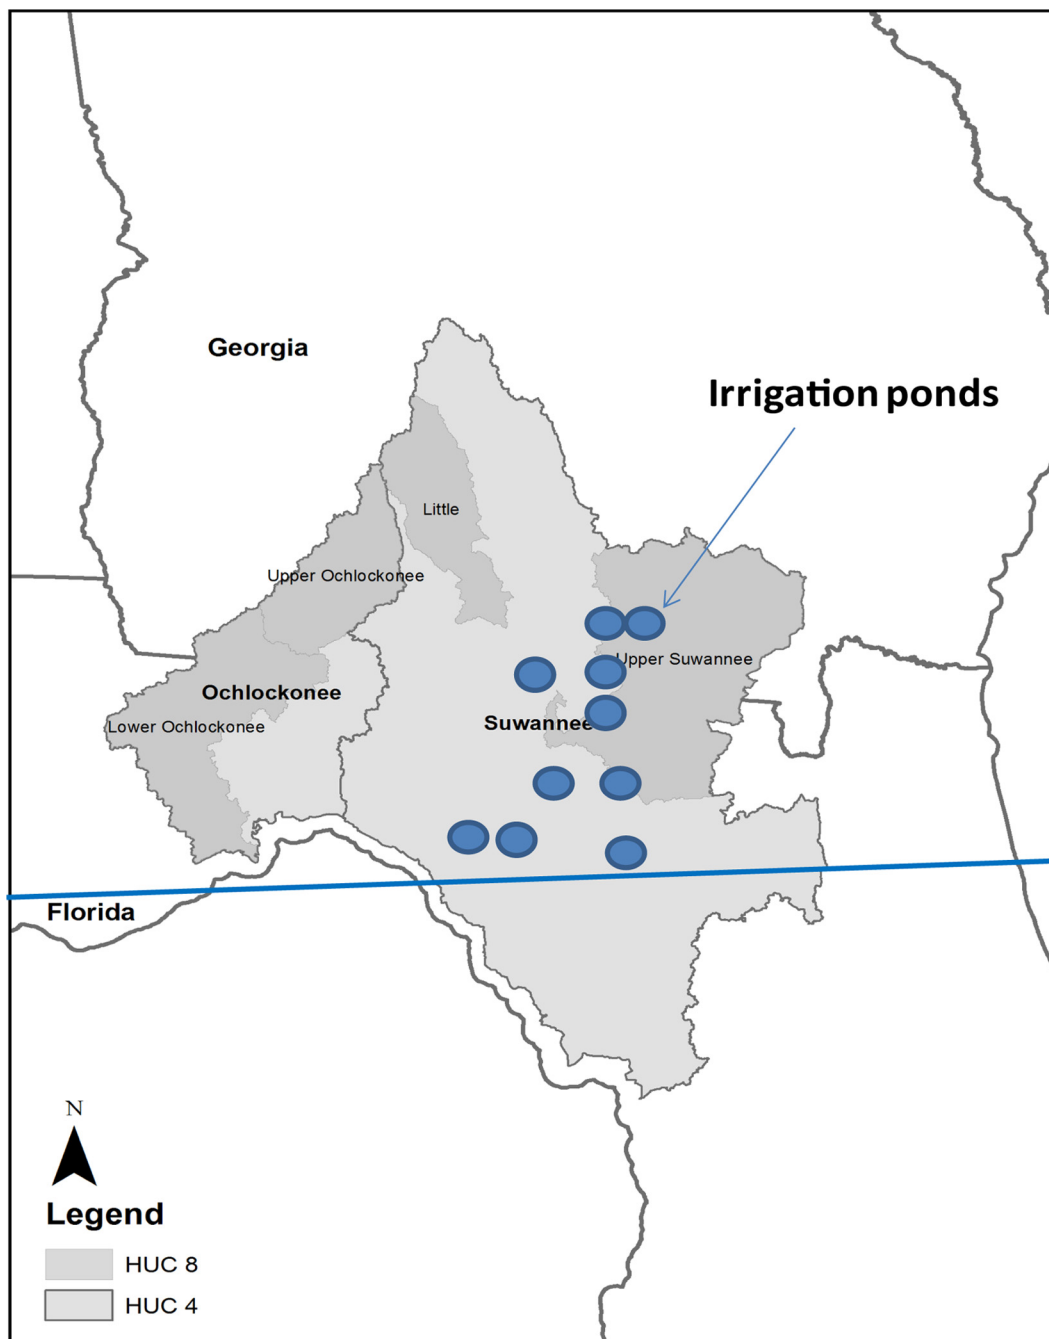 Georgia
Irrigation ponds
Little
Upper Ochlockonee
Upper Suwannee
Ochlockonee
Suwannee
Lower Ochlockonee
Florida
N
Legend
HUC 8
HUC 4